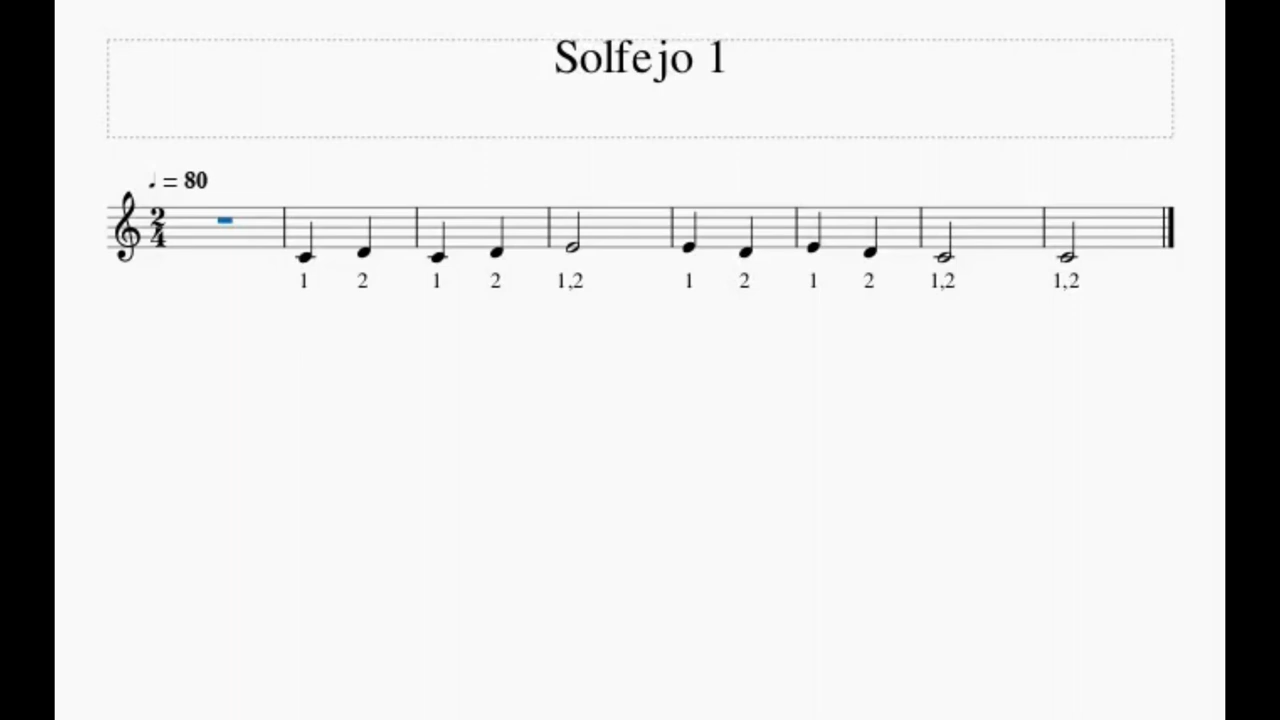 Solfejo 1
♩ = 80
2
4
1 2 1 2 1,2 1 2 1 2 1,2 1,2